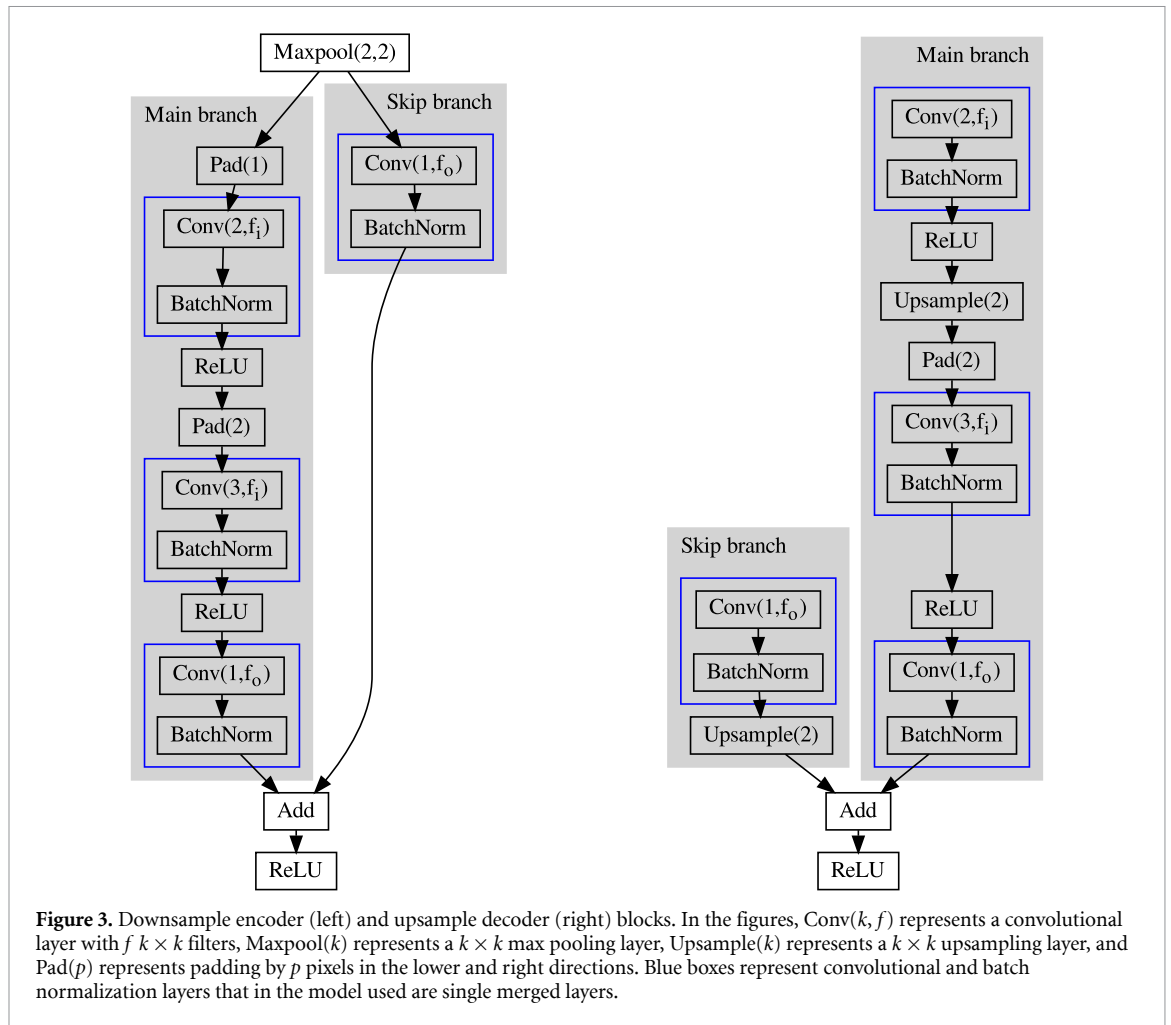 Maxpool(2,2)
Main branch
Pad(1)
Conv(2,fi)
BatchNorm
ReLU
Pad(2)
Conv(3,fi)
BatchNorm
ReLU
Conv(1,fo)
BatchNorm
Skip branch
Conv(1,fo)
BatchNorm
Add
ReLU
Skip branch
Conv(1,fo)
BatchNorm
Upsample(2)
Main branch
Conv(2,fi)
BatchNorm
ReLU
Upsample(2)
Pad(2)
Conv(3,fi)
BatchNorm
ReLU
Conv(1,fo)
BatchNorm
Add
ReLU
Figure 3. Downsample encoder (left) and upsample decoder (right) blocks. In the figures, Conv(k, f) represents a convolutional
layer with f k × k filters, Maxpool(k) represents a k × k max pooling layer, Upsample(k) represents a k × k upsampling layer, and
Pad(p) represents padding by p pixels in the lower and right directions. Blue boxes represent convolutional and batch
normalization layers that in the model used are single merged layers.